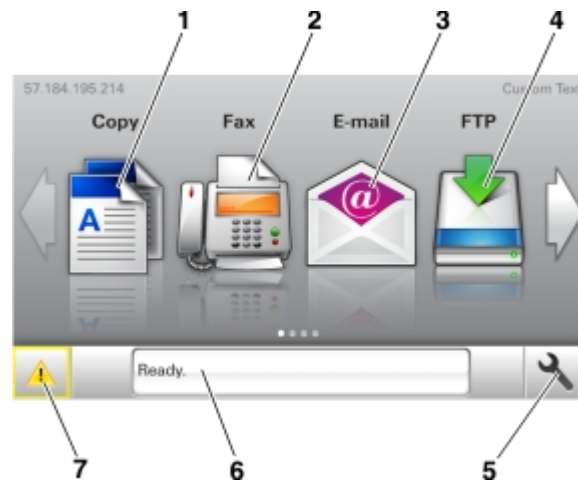 1 2 3 4
57.184.195.214 Custom Text
Copy Fax E-mail FTP
A @
Ready.
7 6 5